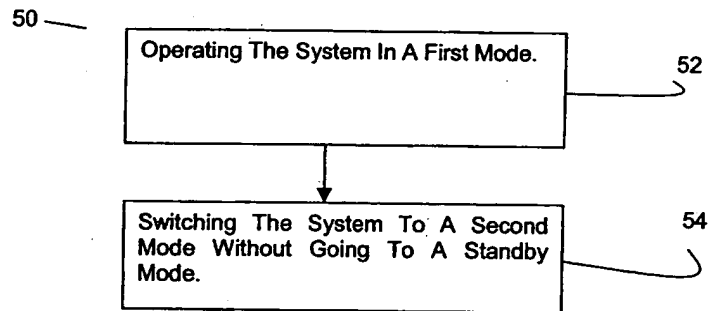 50
Operating The System In A First Mode.
52
Switching The System To A Second
Mode Without Going To A Standby
Mode.
54